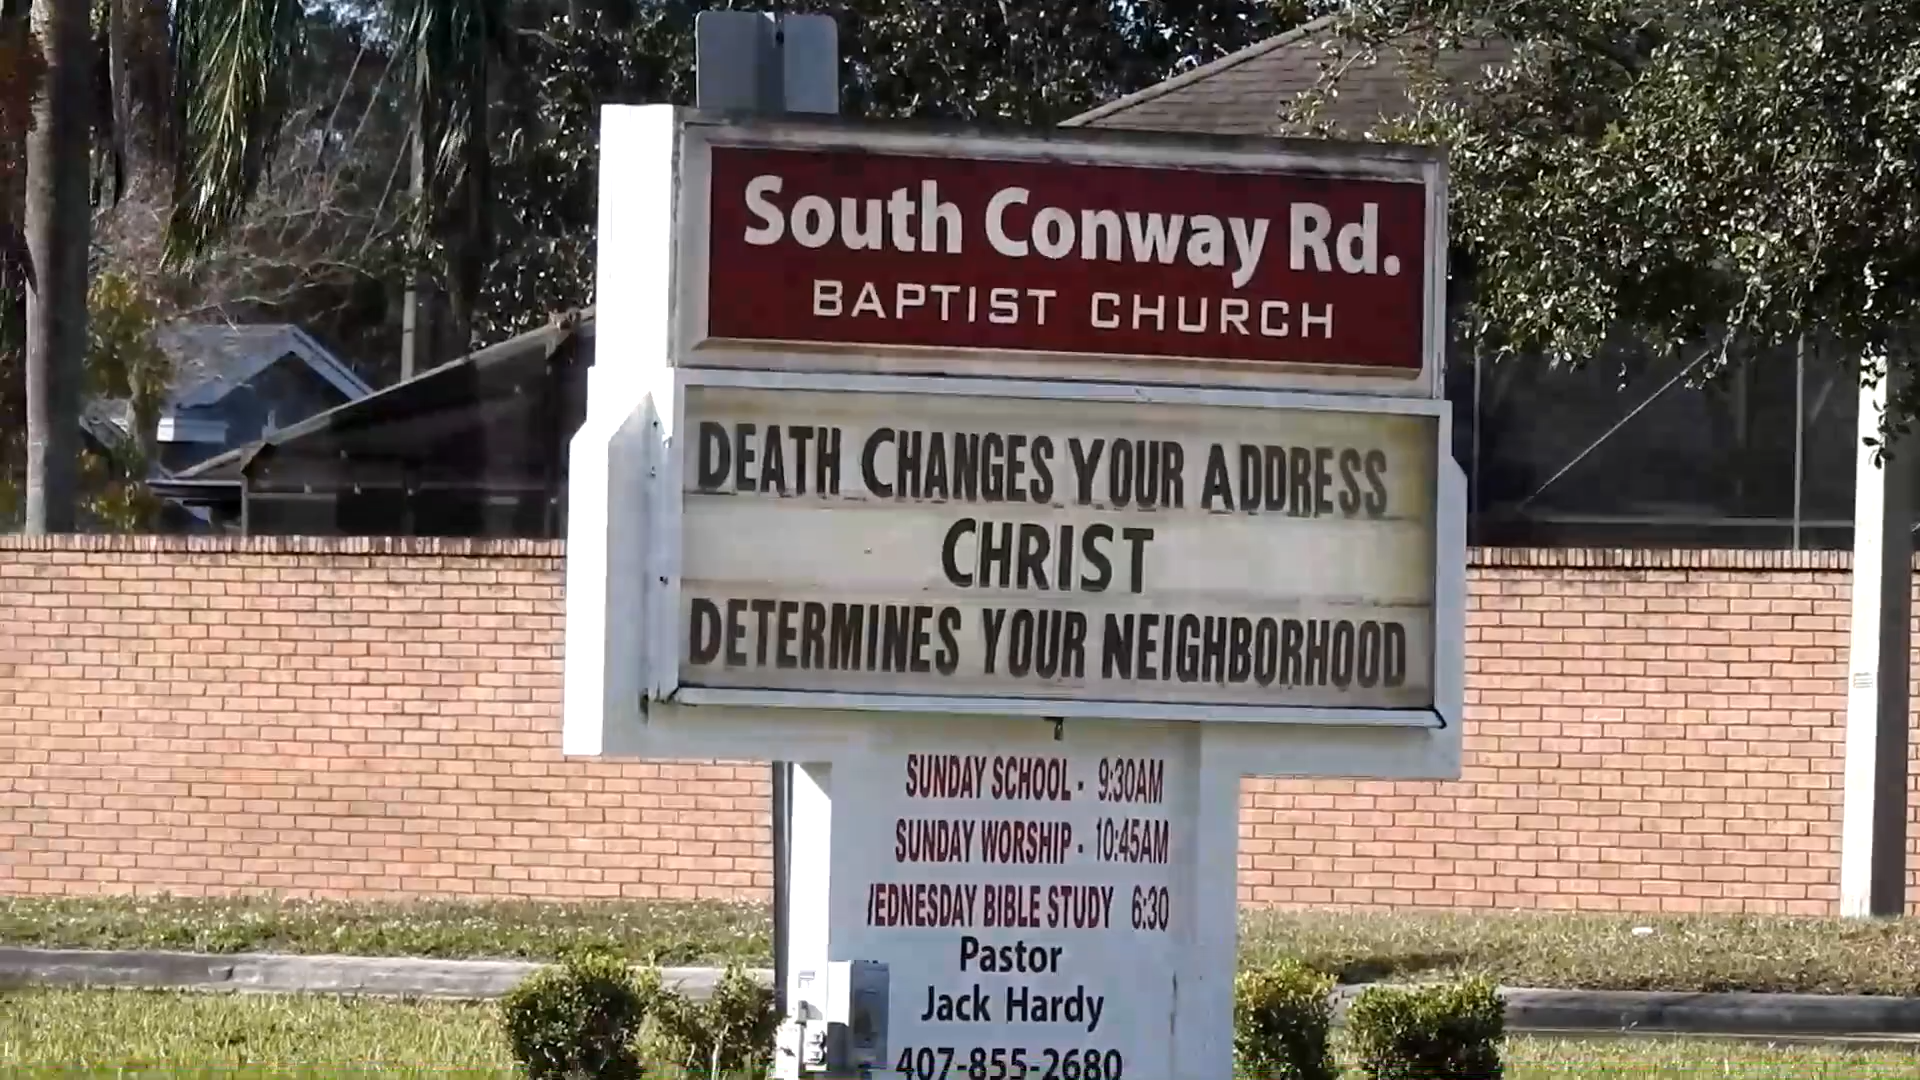 South Conway Rd.
BAPTIST CHURCH
DEATH CHANGES YOUR ADDRESS
CHRIST
DETERMINES YOUR NEIGHBORHOOD
SUNDAY SCHOOL - 9:30AM
SUNDAY WORSHIP - 10:45AM
EDNESDAY BIBLE STUDY 6:30
Pastor
Jack Hardy
407-855-2680